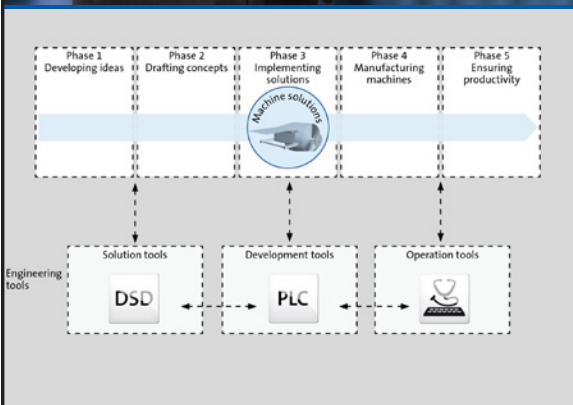 Phase 1
Developing ideas
Phase 2
Drafting concepts
Phase 3
Implementing
solutions
Phase 4
Manufacturing
machines
Phase 5
Ensuring
productivity
Machine solutions
Engineering
tools
Solution tools
Development tools
Operation tools
DSD
PLC